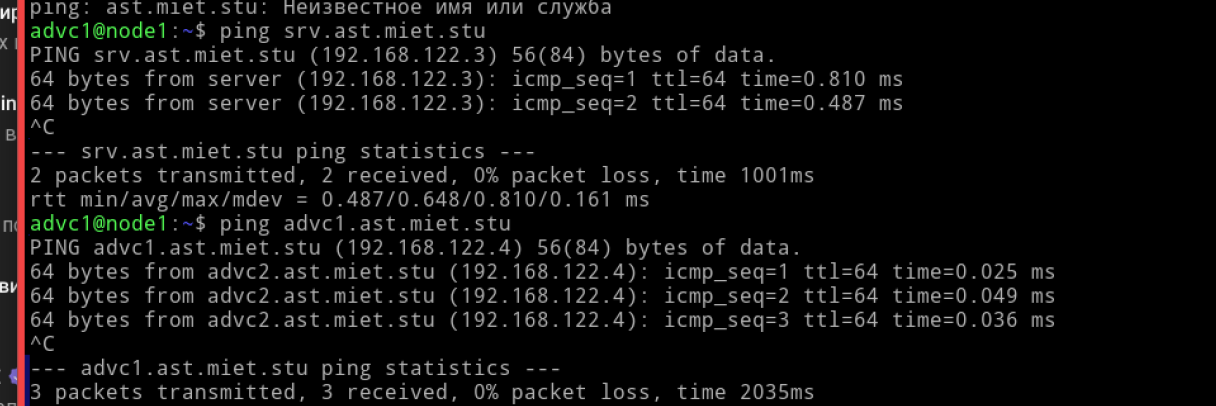 ping: ast.miet.stu: Неизвестное имя или служба
advc1@node1:~$ ping srv.ast.miet.stu
PING srv.ast.miet.stu (192.168.122.3) 56(84) bytes of data.
64 bytes from server (192.168.122.3): icmp_seq=1 ttl=64 time=0.810 ms
64 bytes from server (192.168.122.3): icmp_seq=2 ttl=64 time=0.487 ms
^C
--- srv.ast.miet.stu ping statistics ---
2 packets transmitted, 2 received, 0% packet loss, time 1001ms
rtt min/avg/max/mdev = 0.487/0.648/0.810/0.161 ms
advc1@node1:~$ ping advc1.ast.miet.stu
PING advc1.ast.miet.stu (192.168.122.4) 56(84) bytes of data.
64 bytes from advc2.ast.miet.stu (192.168.122.4): icmp_seq=1 ttl=64 time=0.025 ms
64 bytes from advc2.ast.miet.stu (192.168.122.4): icmp_seq=2 ttl=64 time=0.049 ms
64 bytes from advc2.ast.miet.stu (192.168.122.4): icmp_seq=3 ttl=64 time=0.036 ms
^C
--- advc1.ast.miet.stu ping statistics ---
3 packets transmitted, 3 received, 0% packet loss, time 2035ms